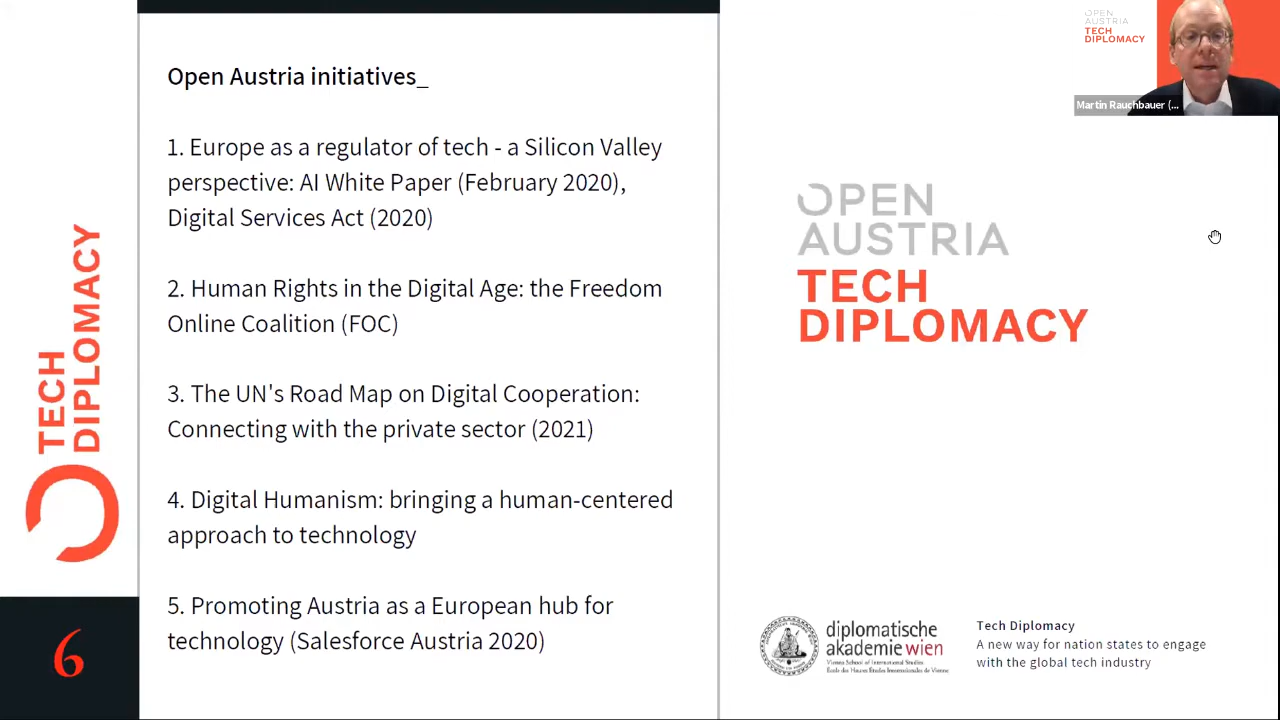 Open Austria initiatives_
1. Europe as a regulator of tech - a Silicon Valley
perspective: AI White Paper (February 2020),
Digital Services Act (2020)
2. Human Rights in the Digital Age: the Freedom
Online Coalition (FOC)
3. The UN's Road Map on Digital Cooperation:
Connecting with the private sector (2021)
4. Digital Humanism: bringing a human-centered
approach to technology
5. Promoting Austria as a European hub for
technology (Salesforce Austria 2020)
TECH
DIPLOMACY
6
OPEN
AUSTRIA
TECH
DIPLOMACY
Martin Rauchbauer (...
OPEN
AUSTRIA
TECH
DIPLOMACY
diplomatische
akademie wien
Vienna School of International Studies
École des Hautes Études Internationales de Vienne
Tech Diplomacy
A new way for nation states to engage
with the global tech industry